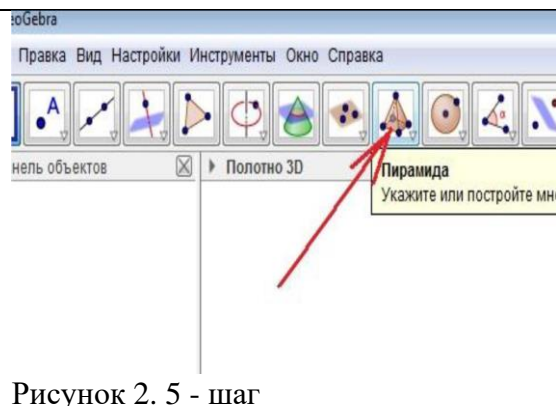 eoGebra
Правка Вид Настройки Инструменты Окно Справка
A
α
нель объектов
Полотно 3D
Пирамида
Укажите или постройте мн
Рисунок 2. 5 - шаг